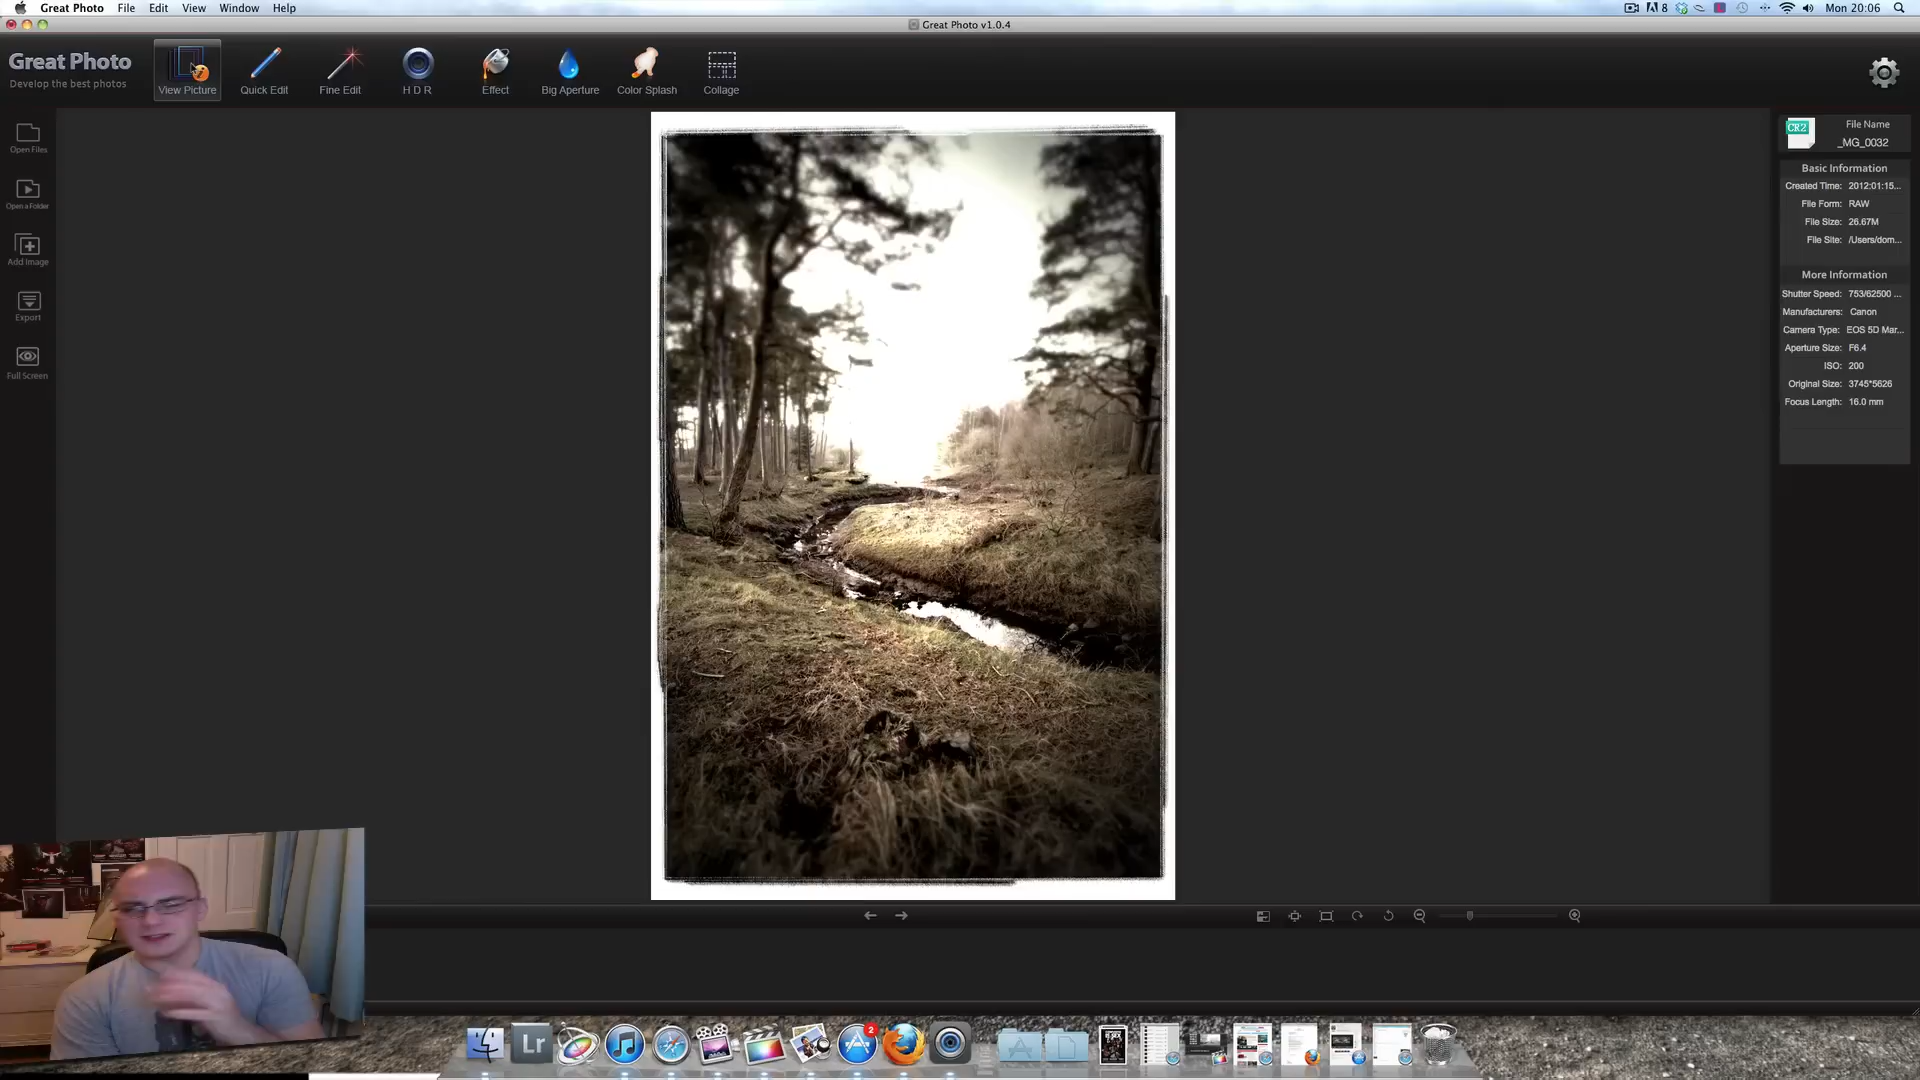 Great Photo File Edit View Window Help
8 Mon 20:06
Great Photo v1.0.4
Great Photo
Develop the best photos
View Picture Quick Edit Fine Edit H D R Effect Big Aperture Color Splash Collage
Open Files
Open a Folder
Add Image
Export
Full Screen
CR2
File Name
_MG_0032
Basic Information
Created Time: 2012:01:15...
File Form: RAW
File Size: 26.67M
File Site: /Users/dom...
More Information
Shutter Speed: 753/62500 ...
Manufacturers: Canon
Camera Type: EOS 5D Mar...
Aperture Size: F6.4
ISO: 200
Original Size: 3745*5626
Focus Length: 16.0 mm
Lr
2